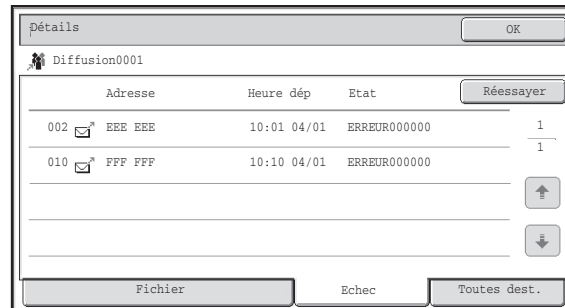 Détails
OK
Diffusion0001
Adresse Heure dép Etat Réessayer
002 EEE EEE 10:01 04/01 ERREUR000000
1
1
010 FFF FFF 10:10 04/01 ERREUR000000
Fichier Echec Toutes dest.